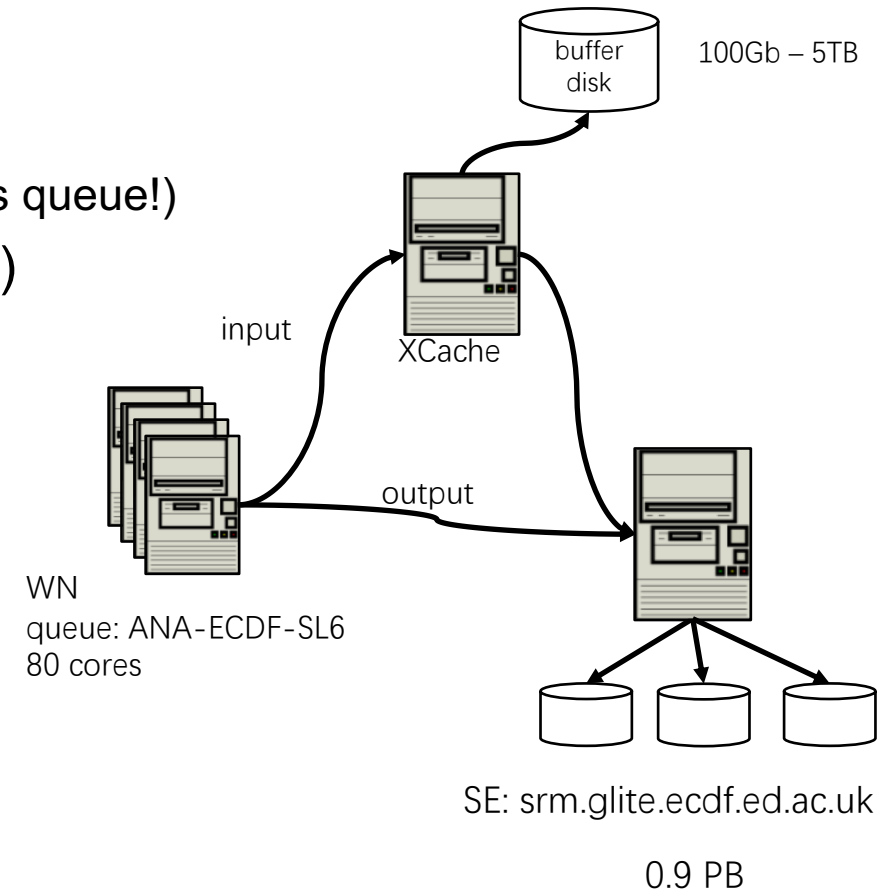 buffer
disk
100Gb – 5TB
s queue!)
)
input
XCache
output
WN
queue: ANA-ECDF-SL6
80 cores
SE: srm.glite.ecdf.ed.ac.uk
0.9 PB